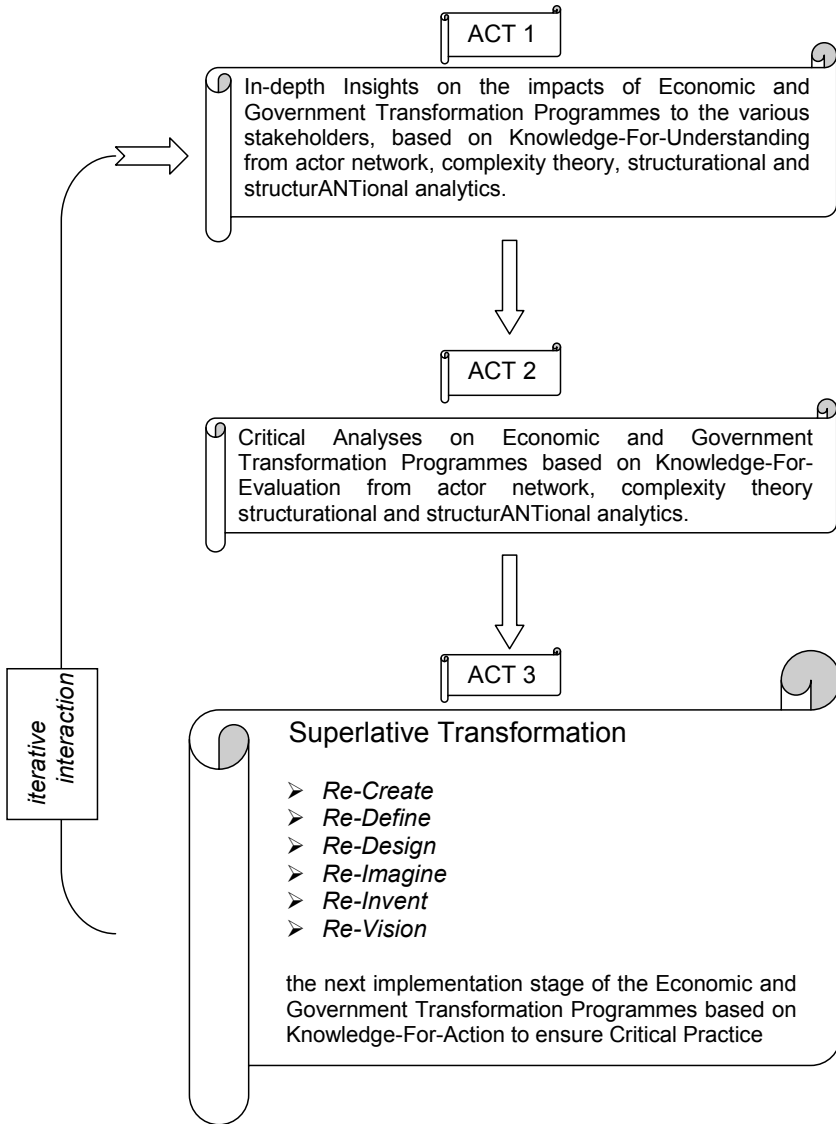 ACT 1
In-depth Insights on the impacts of Economic and
Government Transformation Programmes to the various
stakeholders, based on Knowledge-For-Understanding
from actor network, complexity theory, structurational and
structurANTional analytics.
ACT 2
Critical Analyses on Economic and Government
Transformation Programmes based on Knowledge-For-
Evaluation from actor network, complexity theory
structurational and structurANTional analytics.
iterative
interaction
ACT 3
Superlative Transformation
➢ Re-Create
➢ Re-Define
➢ Re-Design
➢ Re-Imagine
➢ Re-Invent
➢ Re-Vision
the next implementation stage of the Economic and
Government Transformation Programmes based on
Knowledge-For-Action to ensure Critical Practice